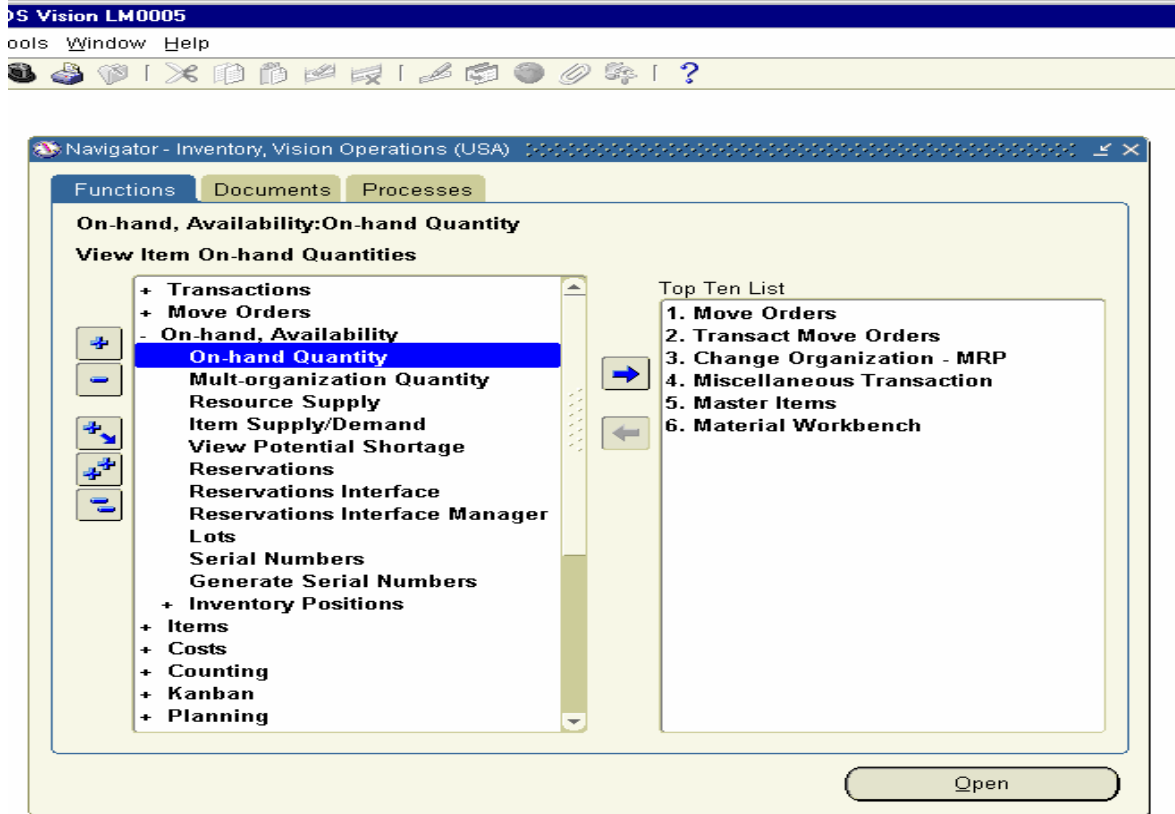 OS Vision LM0005
ools Window Help
Navigator - Inventory, Vision Operations (USA)
Functions Documents Processes
On-hand, Availability:On-hand Quantity
View Item On-hand Quantities
+ Transactions
+ Move Orders
- On-hand, Availability
On-hand Quantity
Mult-organization Quantity
Resource Supply
Item Supply/Demand
View Potential Shortage
Reservations
Reservations Interface
Reservations Interface Manager
Lots
Serial Numbers
Generate Serial Numbers
+ Inventory Positions
+ Items
+ Costs
+ Counting
+ Kanban
+ Planning
Top Ten List
1. Move Orders
2. Transact Move Orders
3. Change Organization - MRP
4. Miscellaneous Transaction
5. Master Items
6. Material Workbench
Open